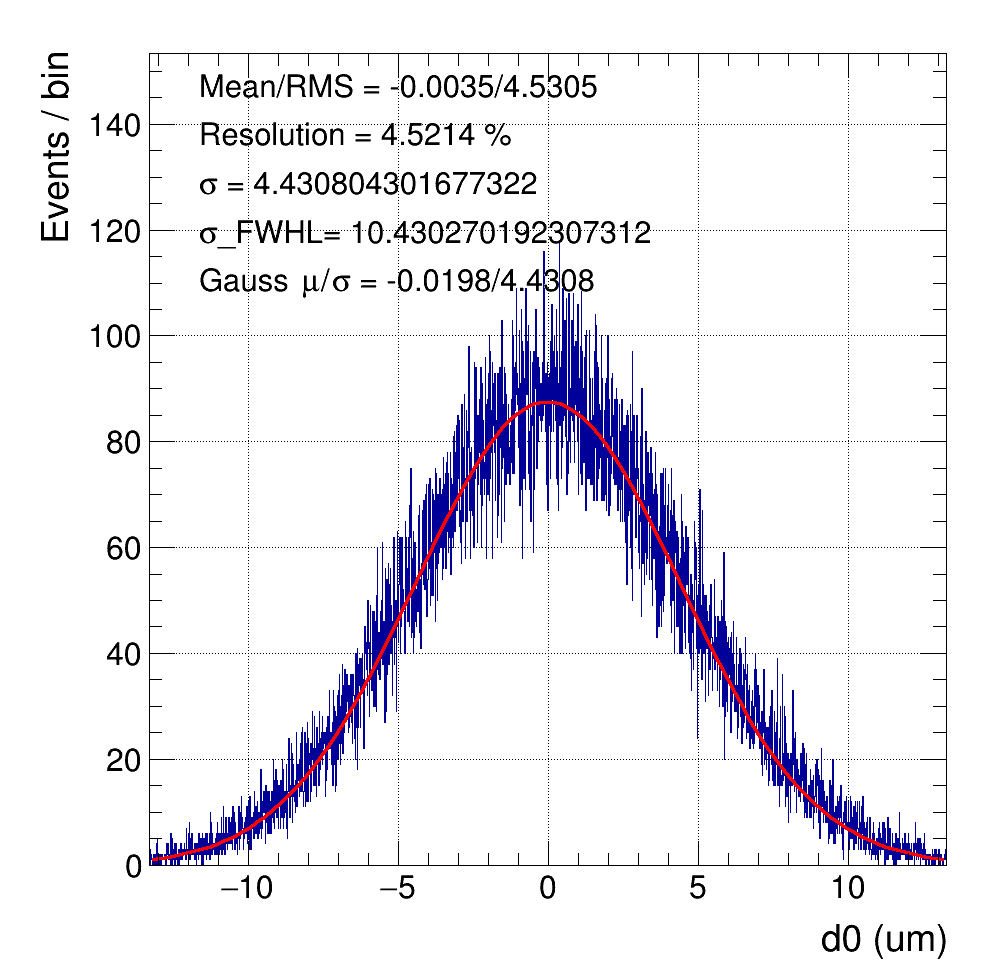 Events / bin
Mean/RMS = -0.0035/4.5305
Resolution = 4.5214 %
σ = 4.430804301677322
σ_FWHL= 10.430270192307312
Gauss μ/σ = -0.0198/4.4308
140
120
100
80
60
40
20
0
−10 −5 0 5 10
d0 (um)